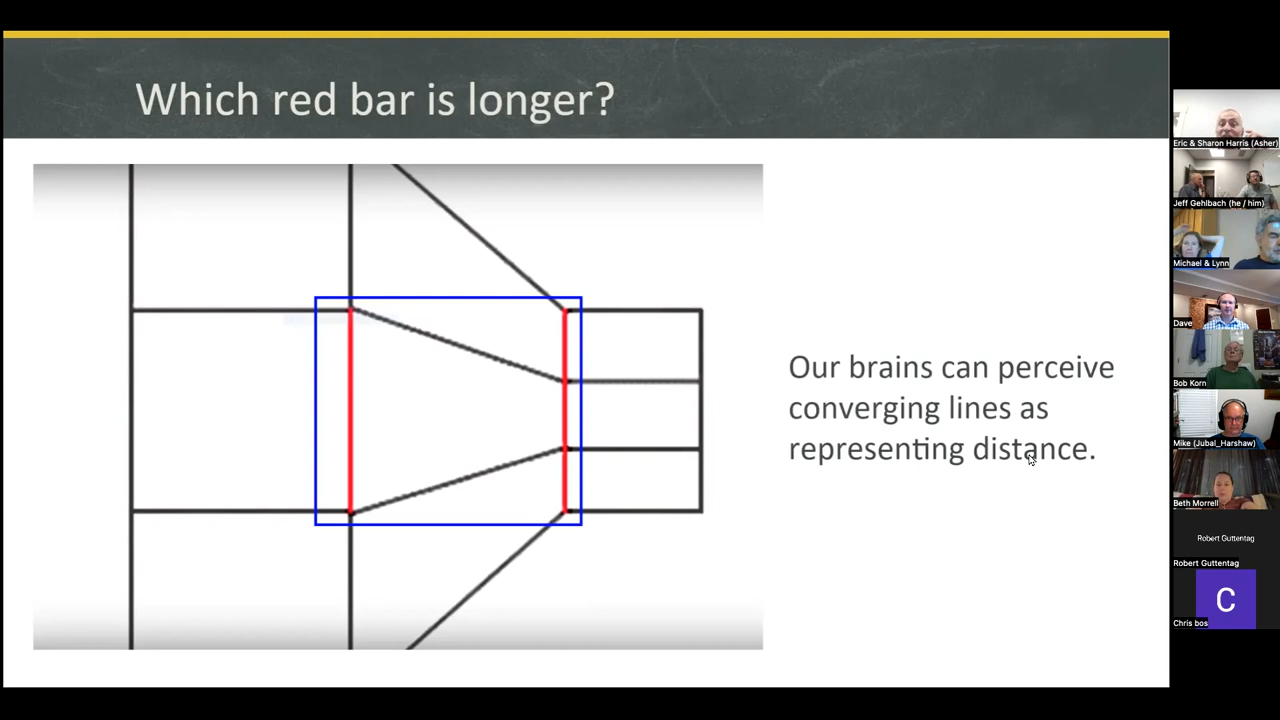 Which red bar is longer?
Our brains can perceive
converging lines as
representing distance.
Eric & Sharon Harris (Asher)
Jeff Gehlbach (he / him)
Michael & Lynn
Dave
Bob Korn
Mike (Jubal_Harshaw)
Beth Morrell
Robert Guttentag
Robert Guttentag
C
Chris bos